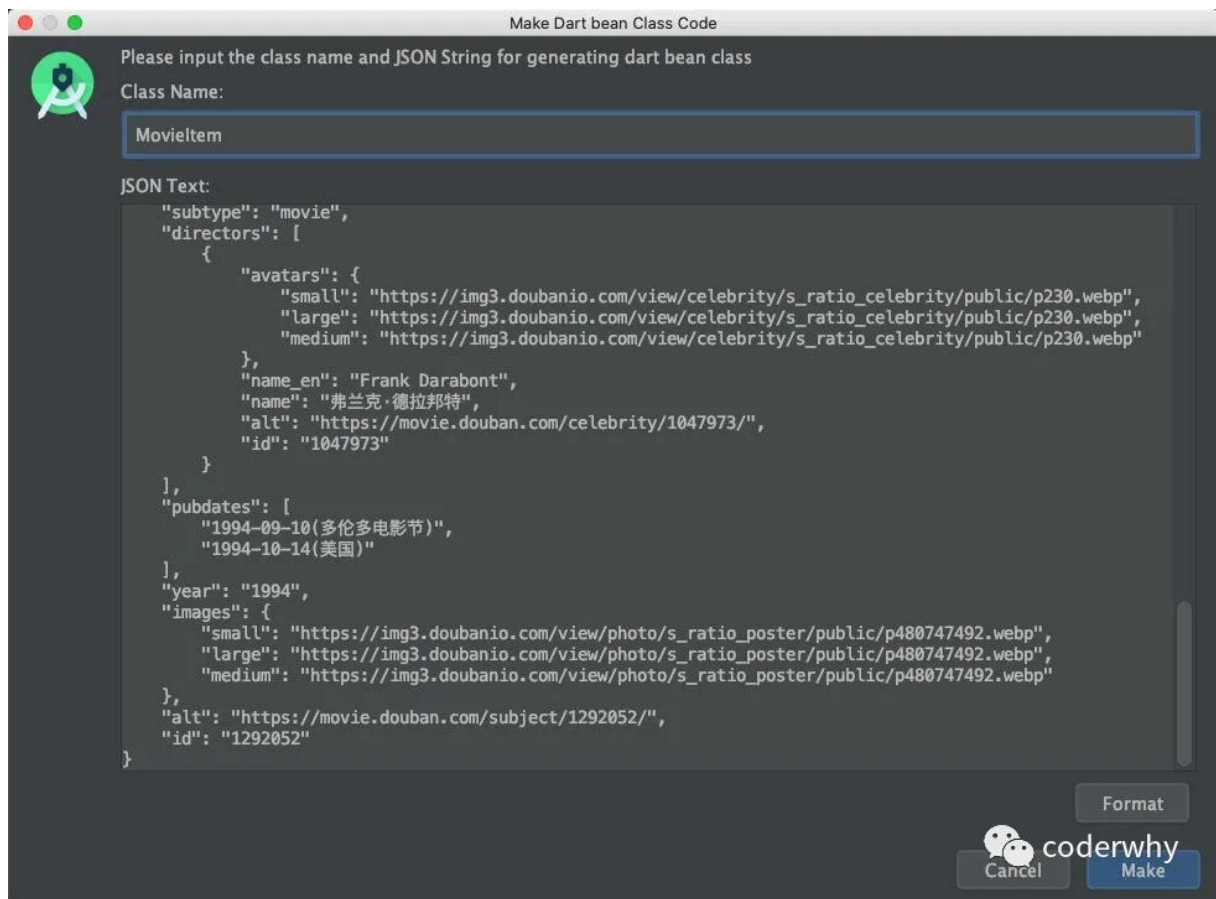 Make Dart bean Class Code
Please input the class name and JSON String for generating dart bean class
Class Name:
MovieItem
JSON Text:
"subtype": "movie",
"directors": [
{
"avatars": {
"small": "https://img3.doubanio.com/view/celebrity/s_ratio_celebrity/public/p230.webp",
"large": "https://img3.doubanio.com/view/celebrity/s_ratio_celebrity/public/p230.webp",
"medium": "https://img3.doubanio.com/view/celebrity/s_ratio_celebrity/public/p230.webp"
},
"name_en": "Frank Darabont",
"name": "弗兰克·德拉邦特",
"alt": "https://movie.douban.com/celebrity/1047973/",
"id": "1047973"
}
],
"pubdates": [
"1994-09-10(多伦多电影节)",
"1994-10-14(美国)"
],
"year": "1994",
"images": {
"small": "https://img3.doubanio.com/view/photo/s_ratio_poster/public/p480747492.webp",
"large": "https://img3.doubanio.com/view/photo/s_ratio_poster/public/p480747492.webp",
"medium": "https://img3.doubanio.com/view/photo/s_ratio_poster/public/p480747492.webp"
},
"alt": "https://movie.douban.com/subject/1292052/",
"id": "1292052"
}
Format
coderwhy
Cancel
Make